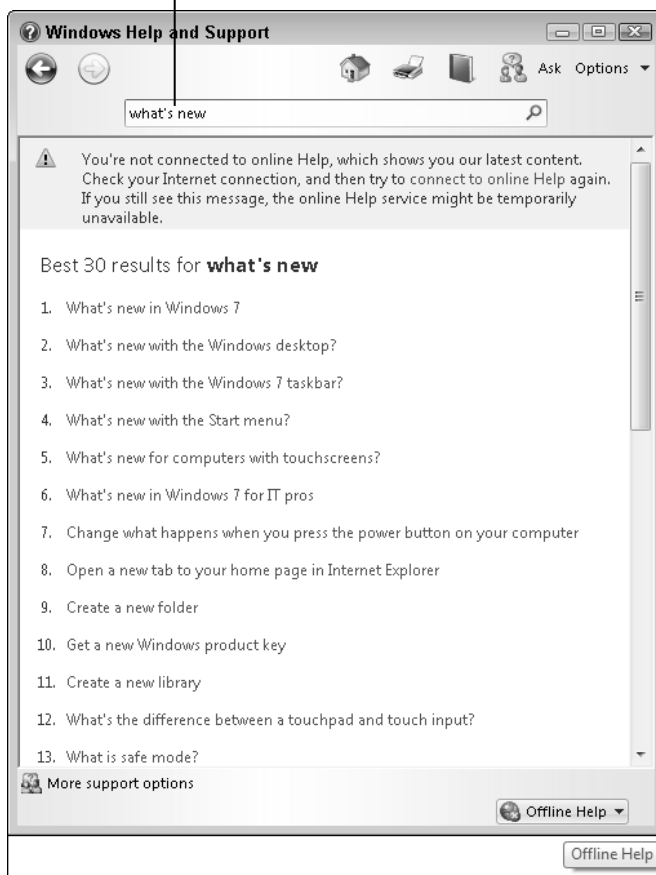 Windows Help and Support
Ask Options
what's new
You're not connected to online Help, which shows you our latest content.
Check your Internet connection, and then try to connect to online Help again.
If you still see this message, the online Help service might be temporarily
unavailable.
Best 30 results for what's new
1. What's new in Windows 7
2. What's new with the Windows desktop?
3. What's new with the Windows 7 taskbar?
4. What's new with the Start menu?
5. What's new for computers with touchscreens?
6. What's new in Windows 7 for IT pros
7. Change what happens when you press the power button on your computer
8. Open a new tab to your home page in Internet Explorer
9. Create a new folder
10. Get a new Windows product key
11. Create a new library
12. What's the difference between a touchpad and touch input?
13. What is safe mode?
More support options
Offline Help
Offline Help